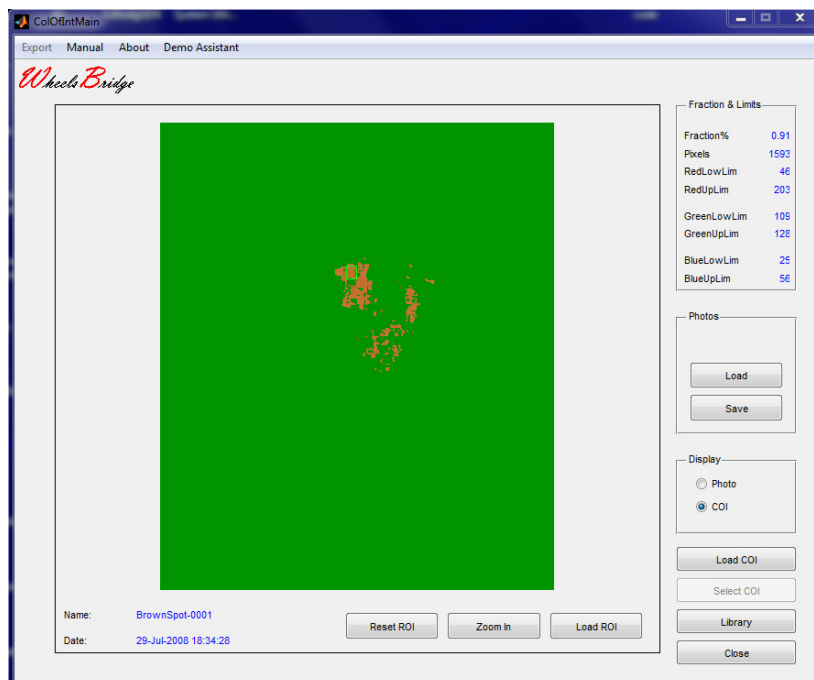 ColOfIntMain
Export Manual About Demo Assistant
WheelsBridge
Fraction & Limits
Fraction% 0.91
Pixels 1593
RedLowLim 46
RedUpLim 203
GreenLowLim 109
GreenUpLim 128
BlueLowLim 25
BlueUpLim 56
Photos
Load
Save
Display
Photo
COI
Load COI
Select COI
Library
Close
Name: BrownSpot-0001
Date: 29-Jul-2008 18:34:28
Reset ROI Zoom In Load ROI